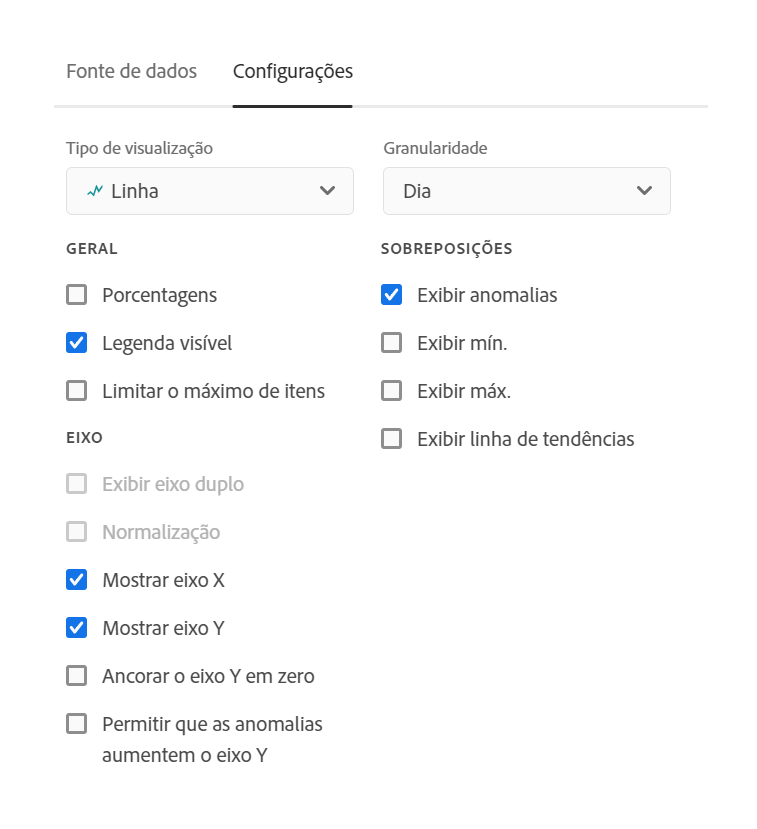 Fonte de dados
Configurações
Tipo de visualização
Linha
Granularidade
Dia
GERAL
Porcentagens
Legenda visível
Limitar o máximo de itens
EIXO
Exibir eixo duplo
Normalização
Mostrar eixo X
Mostrar eixo Y
Ancorar o eixo Y em zero
Permitir que as anomalias
aumentem o eixo Y
SOBREPOSIÇÕES
Exibir anomalias
Exibir mín.
Exibir máx.
Exibir linha de tendências